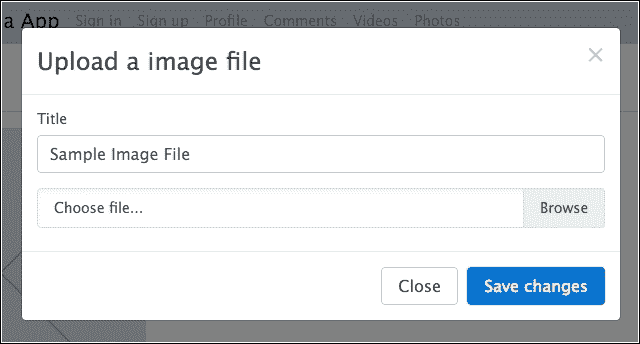 a App Sign in Sign up Profile Comments Videos Photos
Upload a image file ×
Title
Sample Image File
Choose file... Browse
Close Save changes